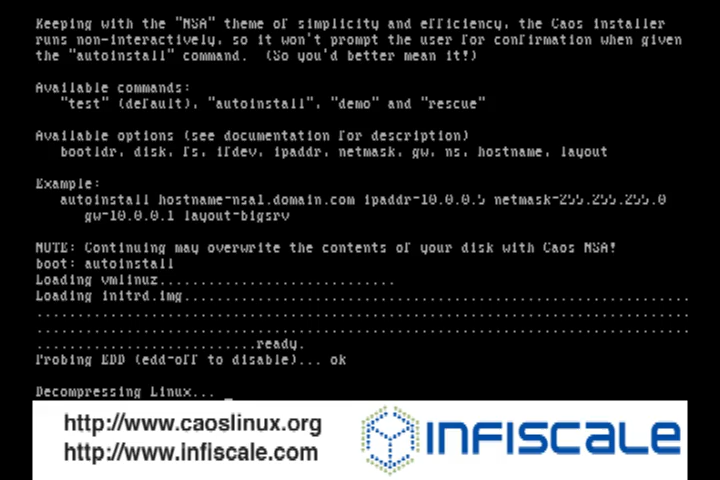 Keeping with the "NSA" theme of simplicity and efficiency, the Caos installer
runs non-interactively, so it won't prompt the user for confirmation when given
the "autoinstall" command.  (So you'd better mean it!)
Available commands:
"test" (default), "autoinstall", "demo" and "rescue"
Available options (see documentation for description)
bootldr, disk, fs, ifdev, ipaddr, netmask, gw, ns, hostname, layout
Example:
autoinstall hostname=nsa1.domain.com ipaddr=10.0.0.5 netmask=255.255.255.0
gw=10.0.0.1 layout=bigsrv
NOTE: Continuing may overwrite the contents of your disk with Caos NSA!
boot: autoinstall
Loading vmlinuz.............................
Loading initrd.img..............................................................
................................................................................
................................................................................
...........................ready.
Probing EDD (edd=off to disable)... ok
Decompressing Linux... _
http://www.caoslinux.org
http://www.infiscale.com
INFISCALE